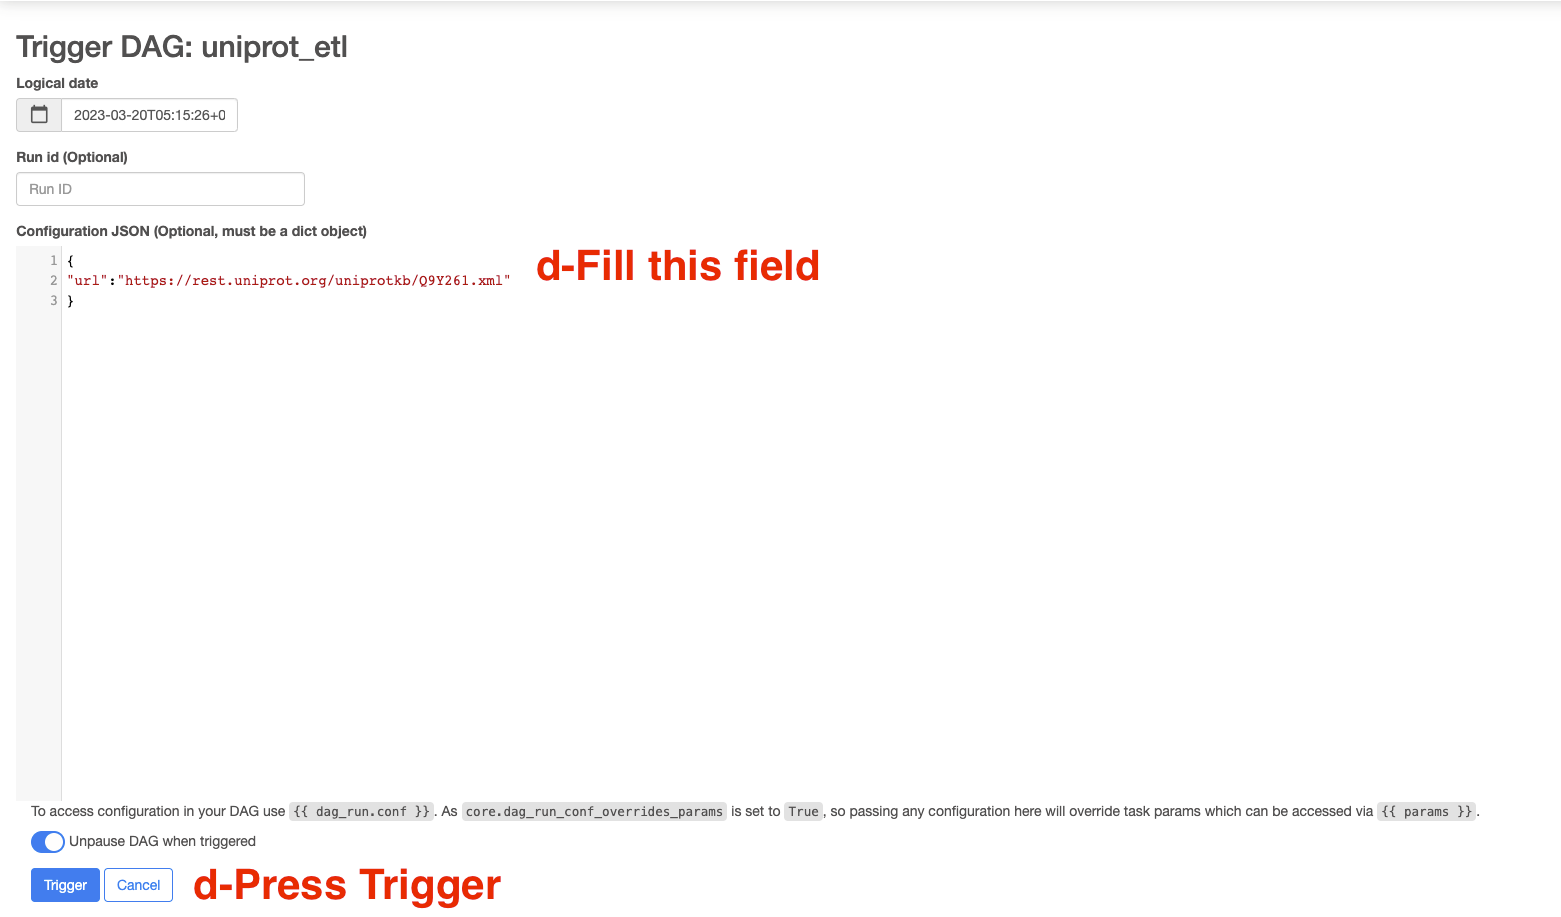 Trigger DAG: uniprot_etl
Logical date
2023-03-20T05:15:26+0
Run id (Optional)
Run ID
Configuration JSON (Optional, must be a dict object)
1 {
2 "url":"https://rest.uniprot.org/uniprotkb/Q9Y261.xml"
3 }
d-Fill this field
To access configuration in your DAG use {{ dag_run.conf }}. As core.dag_run_conf_overrides_params is set to True, so passing any configuration here will override task params which can be accessed via {{ params }}.
Unpause DAG when triggered
Trigger Cancel d-Press Trigger